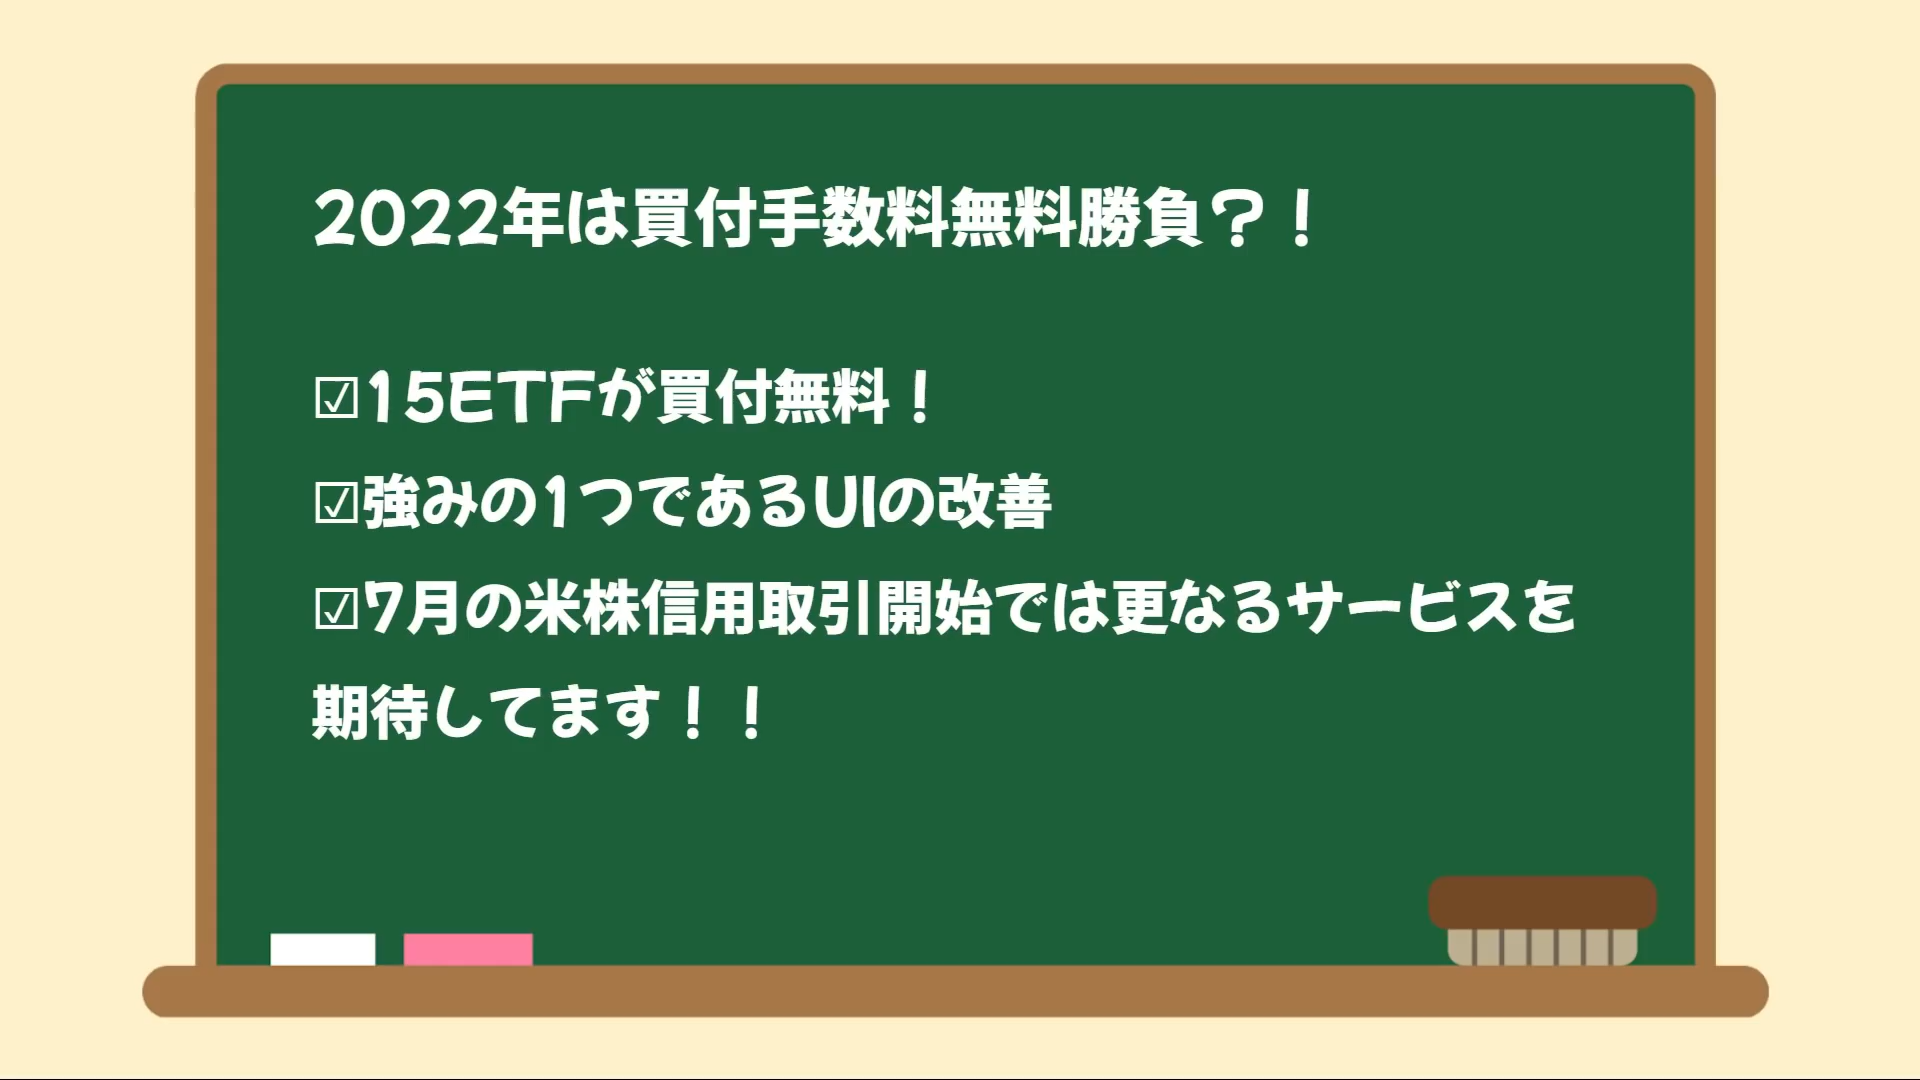 2022年は買付手数料無料勝負？！
☑15ETFが買付無料！
☑強みの1つであるUIの改善
☑7月の米株信用取引開始では更なるサービスを
期待してます！！